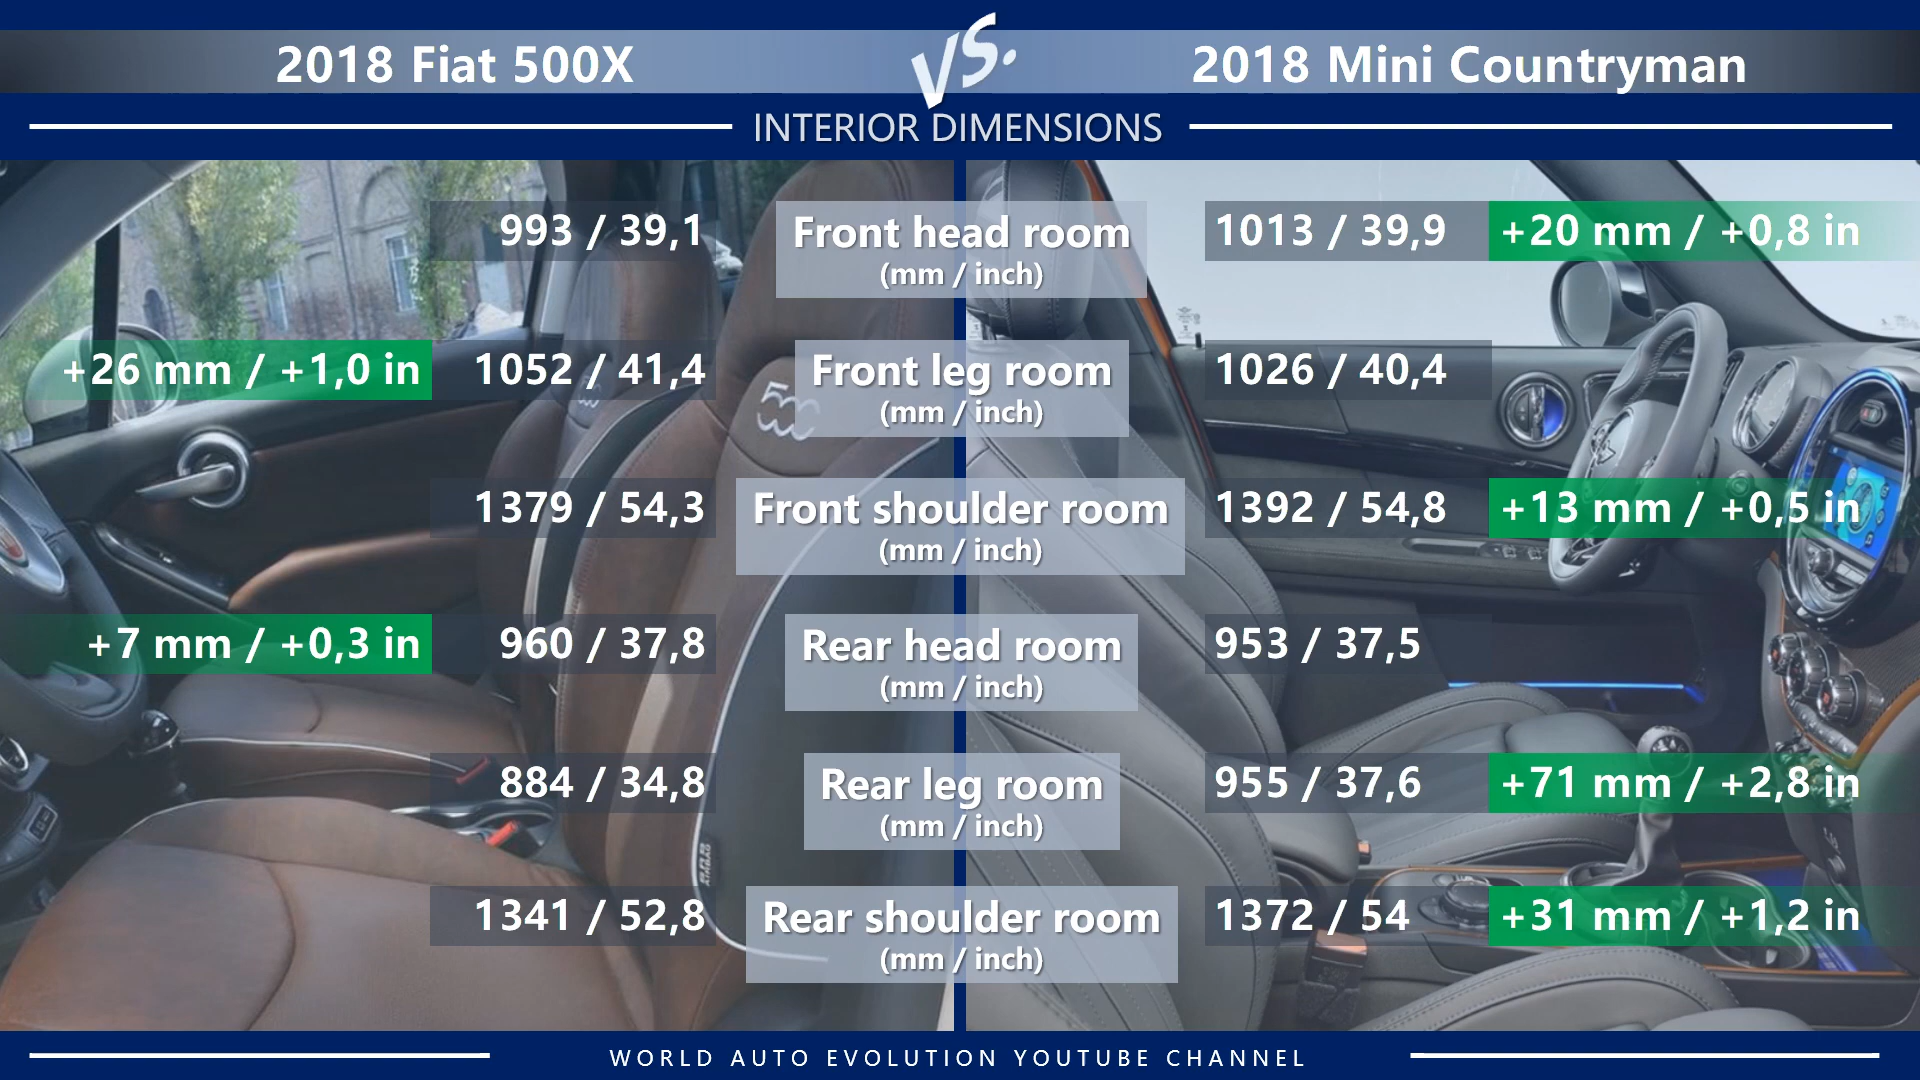 2018 Fiat 500X VS. 2018 Mini Countryman
INTERIOR DIMENSIONS
993 / 39,1 Front head room 1013 / 39,9 +20 mm / +0,8 in
(mm / inch)
+26 mm / +1,0 in 1052 / 41,4 Front leg room 1026 / 40,4
(mm / inch)
500
1379 / 54,3 Front shoulder room 1392 / 54,8 +13 mm / +0,5 in
(mm / inch)
+7 mm / +0,3 in 960 / 37,8 Rear head room 953 / 37,5
(mm / inch)
884 / 34,8 Rear leg room 955 / 37,6 +71 mm / +2,8 in
(mm / inch)
1341 / 52,8 Rear shoulder room 1372 / 54 +31 mm / +1,2 in
(mm / inch)
WORLD AUTO EVOLUTION YOUTUBE CHANNEL